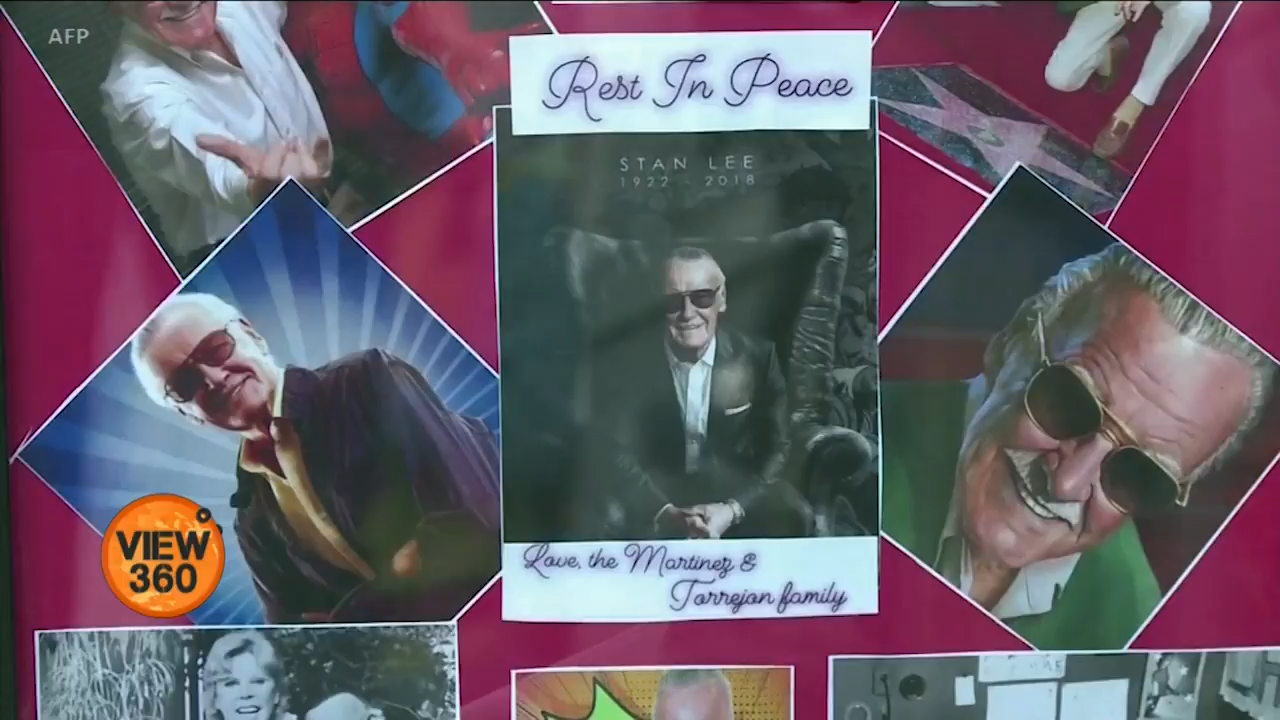 AFP
Rest In Peace
STAN LEE
1922 - 2018
Love, the Martinez &
Torrejon family
VIEW
360°